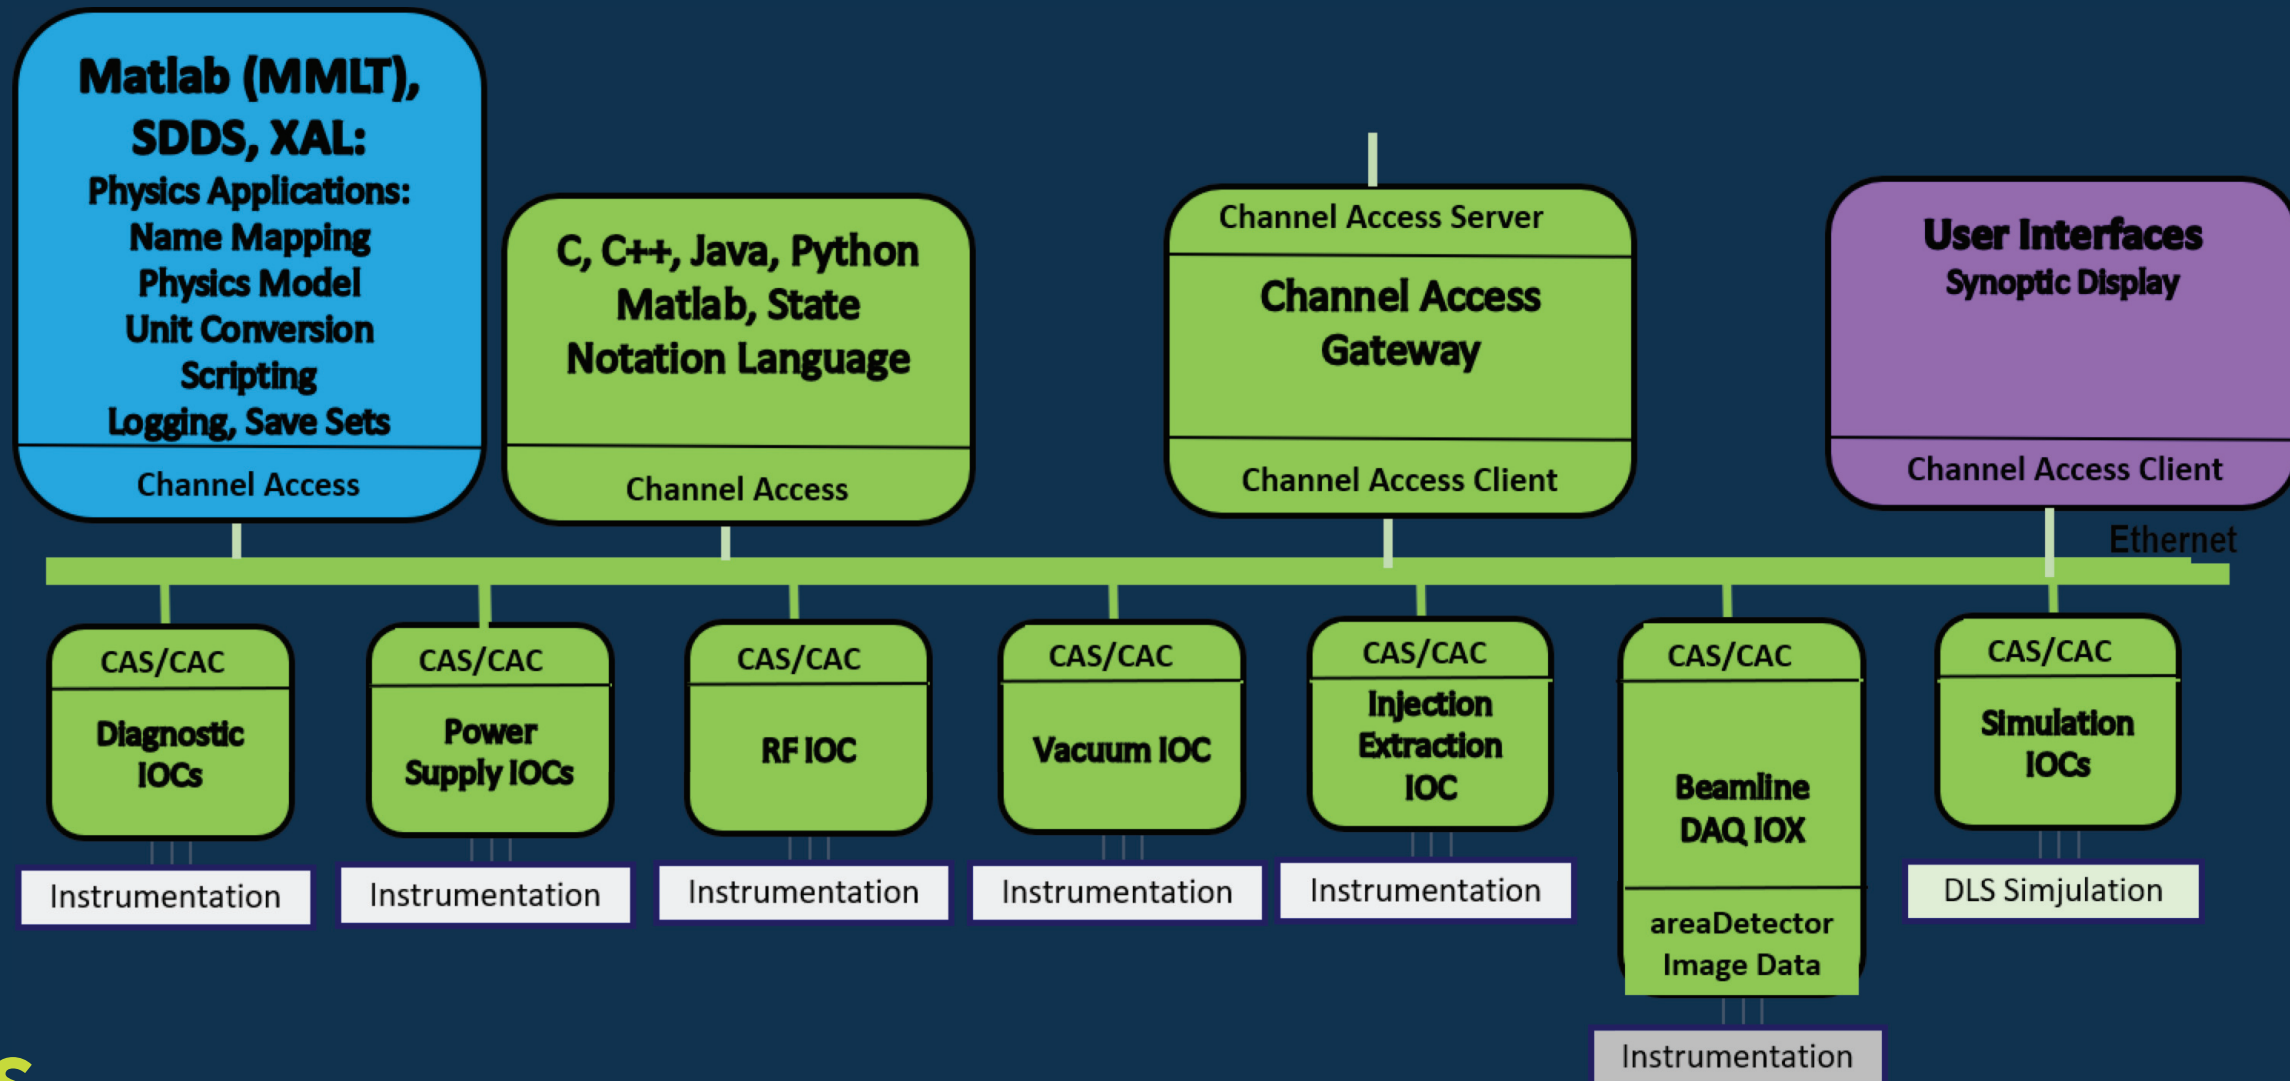 Matlab (MMLT),
SDDS, XAL:
Physics Applications:
Name Mapping
Physics Model
Unit Conversion
Scripting
Logging, Save Sets
Channel Access
C, C++, Java, Python
Matlab, State
Notation Language
Channel Access
Channel Access Server
Channel Access
Gateway
Channel Access Client
User Interfaces
Synoptic Display
Channel Access Client
Ethernet
CAS/CAC
Diagnostic
IOCs
Instrumentation
CAS/CAC
Power
Supply IOCs
Instrumentation
CAS/CAC
RF IOC
Instrumentation
CAS/CAC
Vacuum IOC
Instrumentation
CAS/CAC
Injection
Extraction
IOC
Instrumentation
CAS/CAC
Beamline
DAQ IOX
areaDetector
Image Data
Instrumentation
CAS/CAC
Simulation
IOCs
DLS Simjulation
s